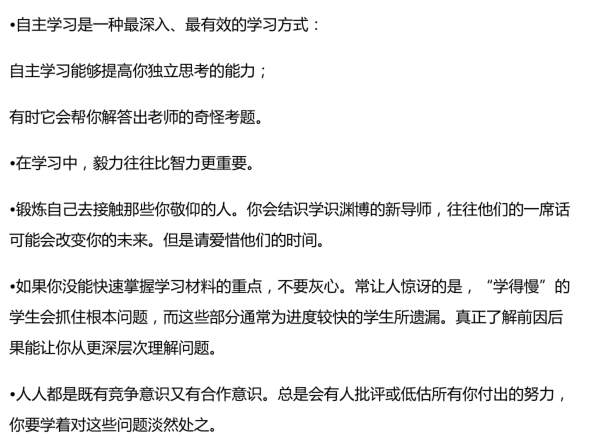 •自主学习是一种最深入、最有效的学习方式：
自主学习能够提高你独立思考的能力；
有时它会帮你解答出老师的奇怪考题。
•在学习中，毅力往往比智力更重要。
•锻炼自己去接触那些你敬仰的人。你会结识学识渊博的新导师，往往他们的一席话
可能会改变你的未来。但是请爱惜他们的时间。
•如果你没能快速掌握学习材料的重点，不要灰心。常让人惊讶的是，“学得慢”的
学生会抓住根本问题，而这些部分通常为进度较快的学生所遗漏。真正了解前因后
果能让你从更深层次理解问题。
•人人都是既有竞争意识又有合作意识。总是会有人批评或低估所有你付出的努力，
你要学着对这些问题淡然处之。